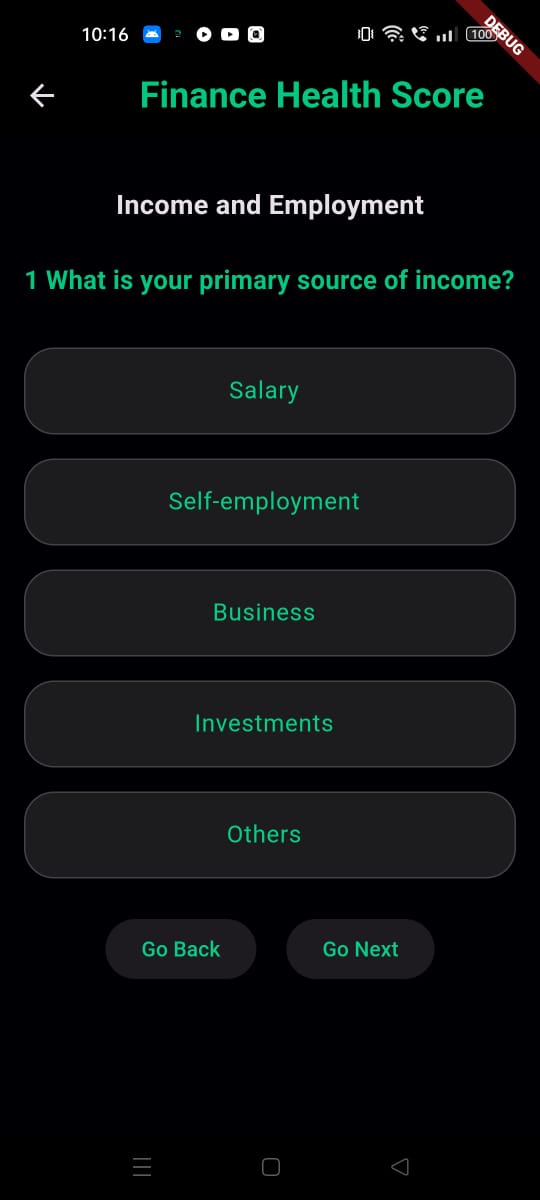 10:16
100
DEBUG
Finance Health Score
Income and Employment
1 What is your primary source of income?
Salary
Self-employment
Business
Investments
Others
Go Back
Go Next